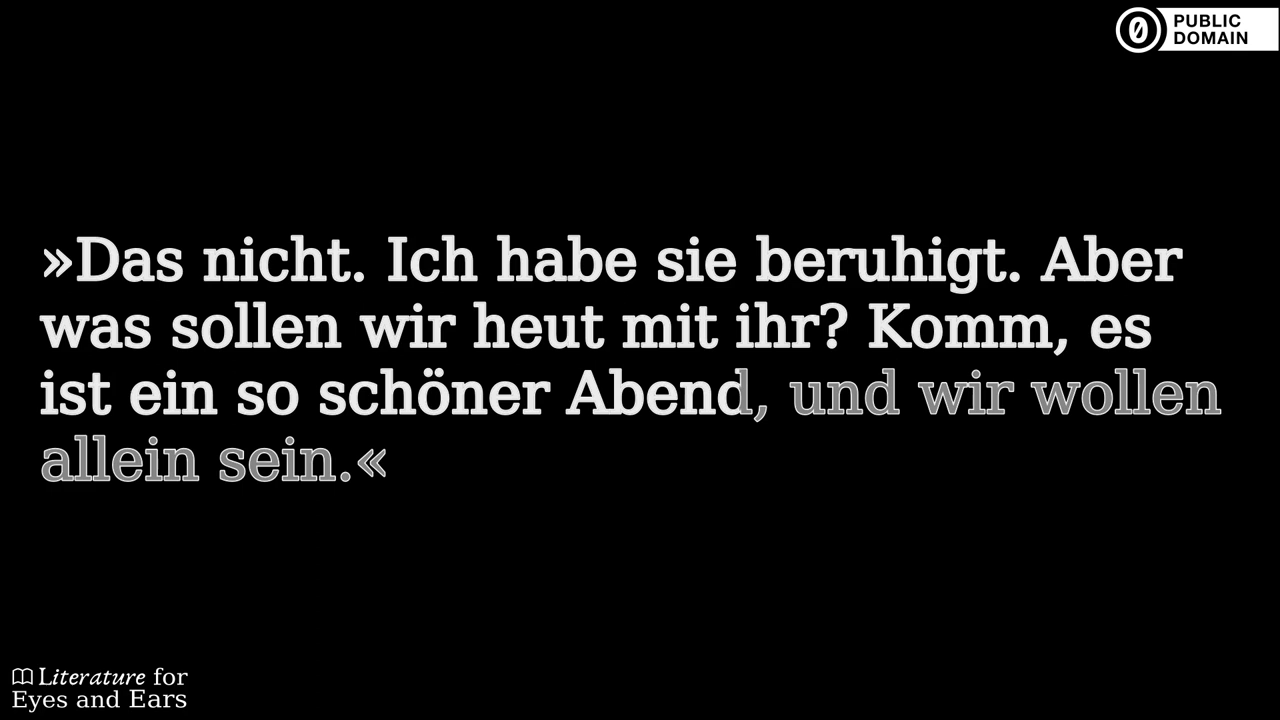 PUBLIC
DOMAIN
»Das nicht. Ich habe sie beruhigt. Aber
was sollen wir heut mit ihr? Komm, es
ist ein so schöner Abend, und wir wollen
allein sein.«
Literature for
Eyes and Ears